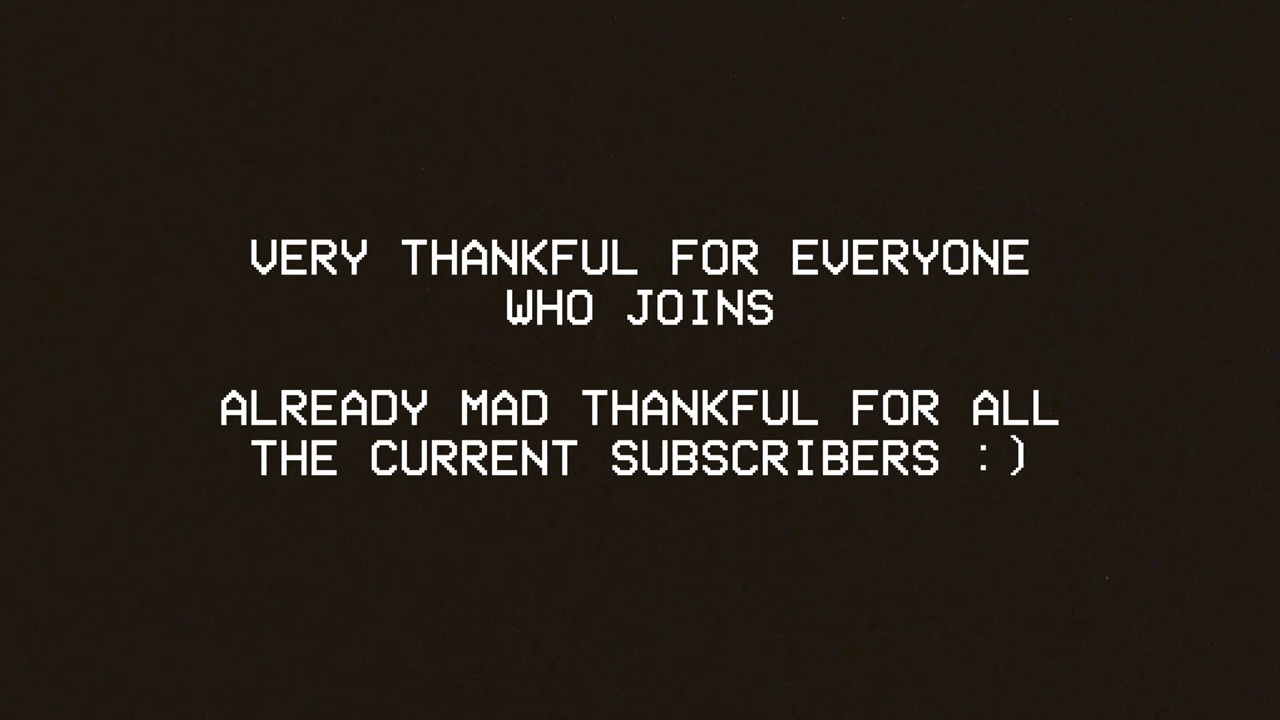 VERY THANKFUL FOR EVERYONE
WHO JOINS
ALREADY MAD THANKFUL FOR ALL
THE CURRENT SUBSCRIBERS :)